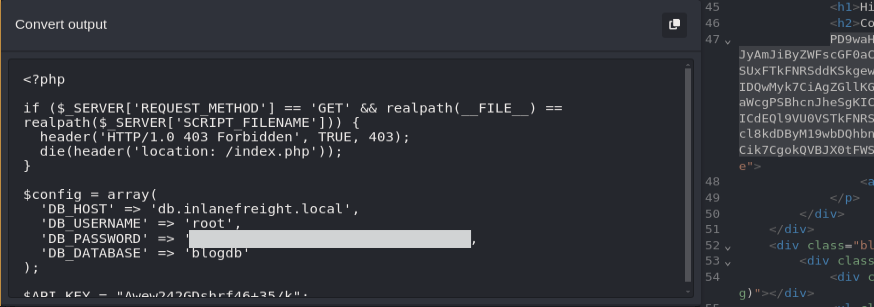 Convert output
<?php
if ($_SERVER['REQUEST_METHOD'] == 'GET' && realpath(__FILE__) ==
realpath($_SERVER['SCRIPT_FILENAME'])) {
header('HTTP/1.0 403 Forbidden', TRUE, 403);
die(header('location: /index.php'));
}
$config = array(
'DB_HOST' => 'db.inlanefreight.local',
'DB_USERNAME' => 'root',
'DB_PASSWORD' => ' ,
'DB_DATABASE' => 'blogdb'
);
$API_KEY = "Awew242GDshrf46+35/k";
45 <h1>Hi
46 <h2>Co
47 PD9waH
JyAmJiByZWFscGF0aC
SUxFTkFNRSddKSkgew
IDQwMyk7CiAgZGllKG
aWcgPSBhcnJheSgKIC
ICdEQl9VU0VSTkFNRS
cl8kdDByM19wbDQhbn
Cik7CgokQVBJX0tFWS
e">
48 <a
49 </p>
50 </div>
51 </div>
52 <div class="bl
53 <div class
54 <div c
g)"></div>